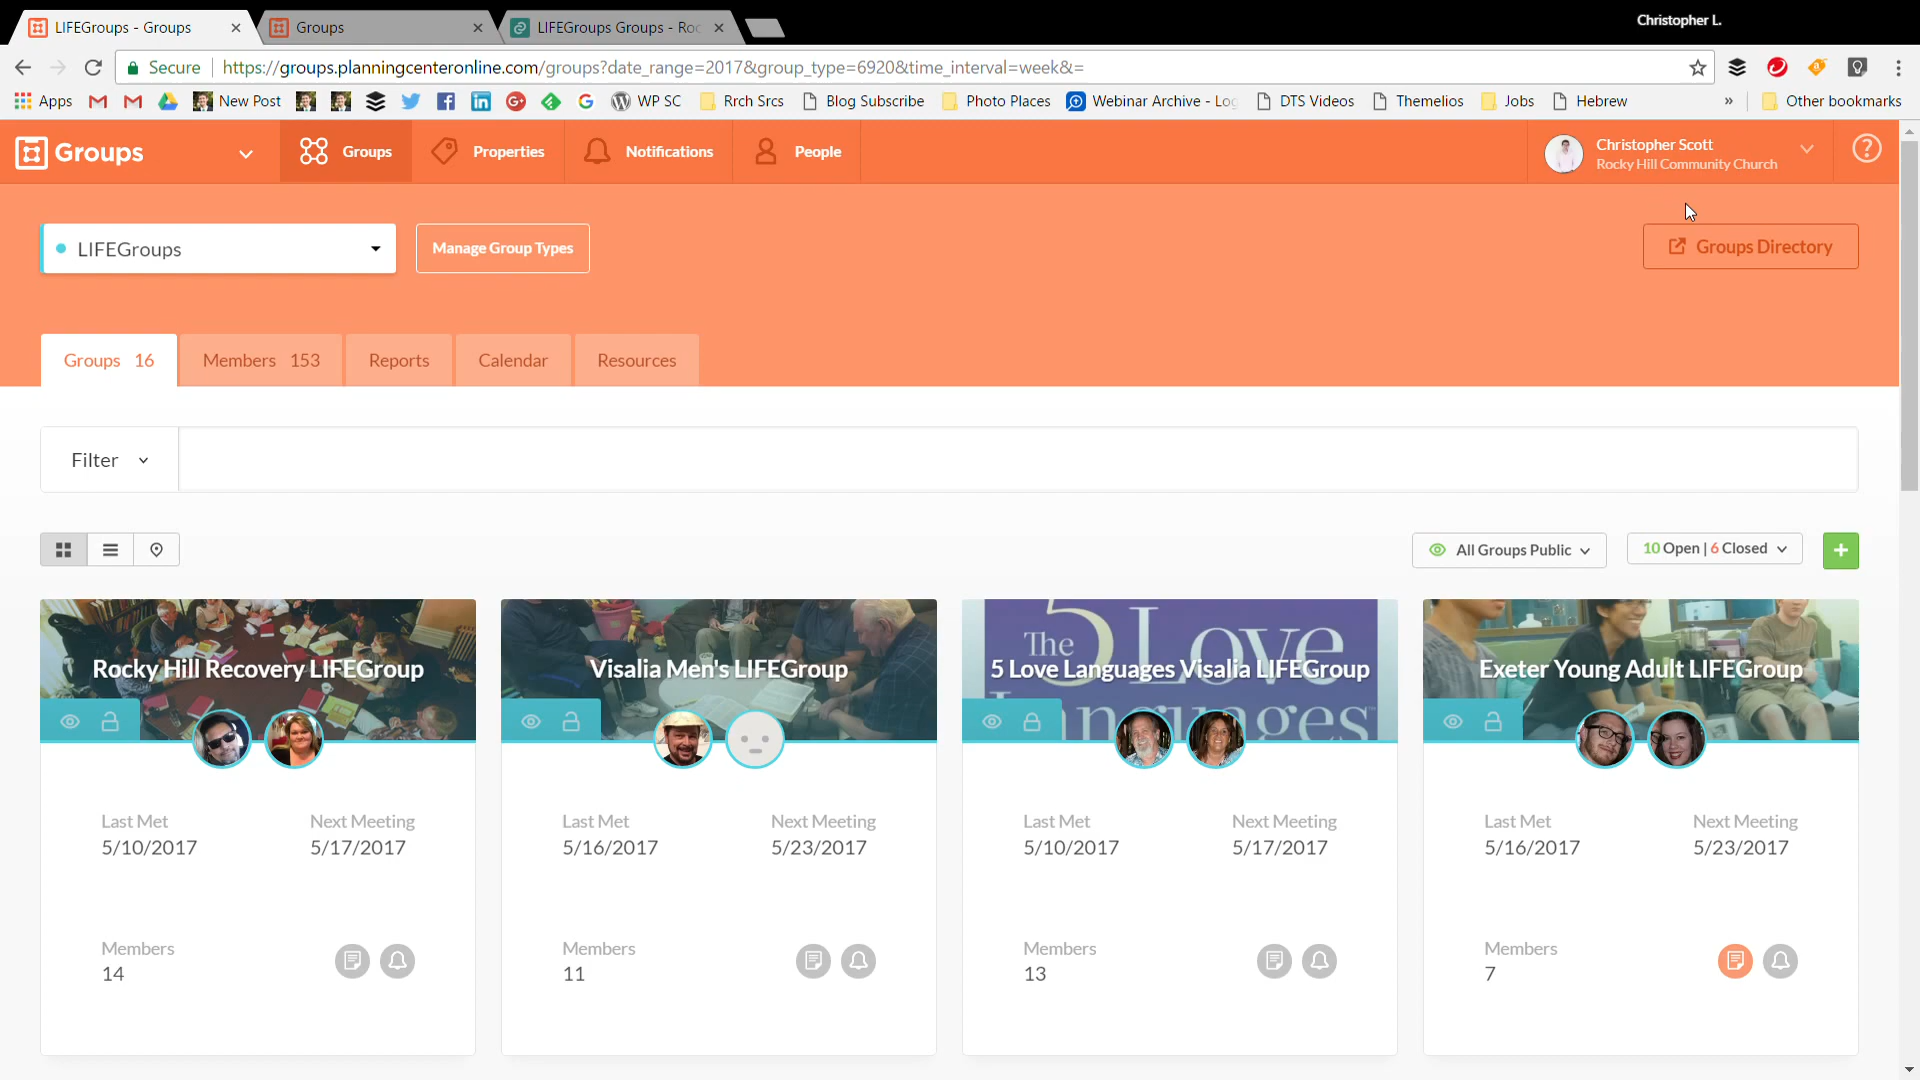 Christopher L.
LIFEGroups - Groups
Groups
LIFEGroups Groups - Roc
Secure
https://groups.planningcenteronline.com/groups?date_range=2017&group_type=6920&time_interval=week&=
Apps
New Post
WP SC
Rrch Srcs
Blog Subscribe
Photo Places
Webinar Archive - Log
DTS Videos
Themelios
Jobs
Hebrew
»
Other bookmarks
Groups
Groups
Properties
Notifications
People
Christopher Scott
Rocky Hill Community Church
?
LIFEGroups
Manage Group Types
Groups Directory
Groups 16
Members 153
Reports
Calendar
Resources
Filter
All Groups Public
10 Open | 6 Closed
+
Rocky Hill Recovery LIFEGroup
Last Met
5/10/2017
Next Meeting
5/17/2017
Members
14
Visalia Men's LIFEGroup
Last Met
5/16/2017
Next Meeting
5/23/2017
Members
11
The 5 Love
Languages
5 Love Languages Visalia LIFEGroup
Last Met
5/10/2017
Next Meeting
5/17/2017
Members
13
Exeter Young Adult LIFEGroup
Last Met
5/16/2017
Next Meeting
5/23/2017
Members
7